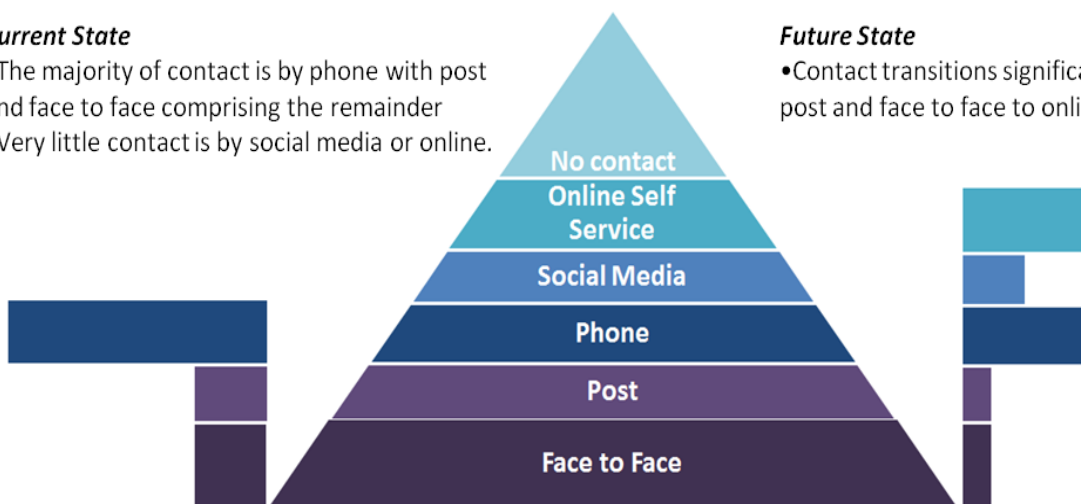 urrent State
The majority of contact is by phone with post
nd face to face comprising the remainder
Very little contact is by social media or online.
Future State
•Contact transitions signific
post and face to face to onli
No contact
Online Self
Service
Social Media
Phone
Post
Face to Face